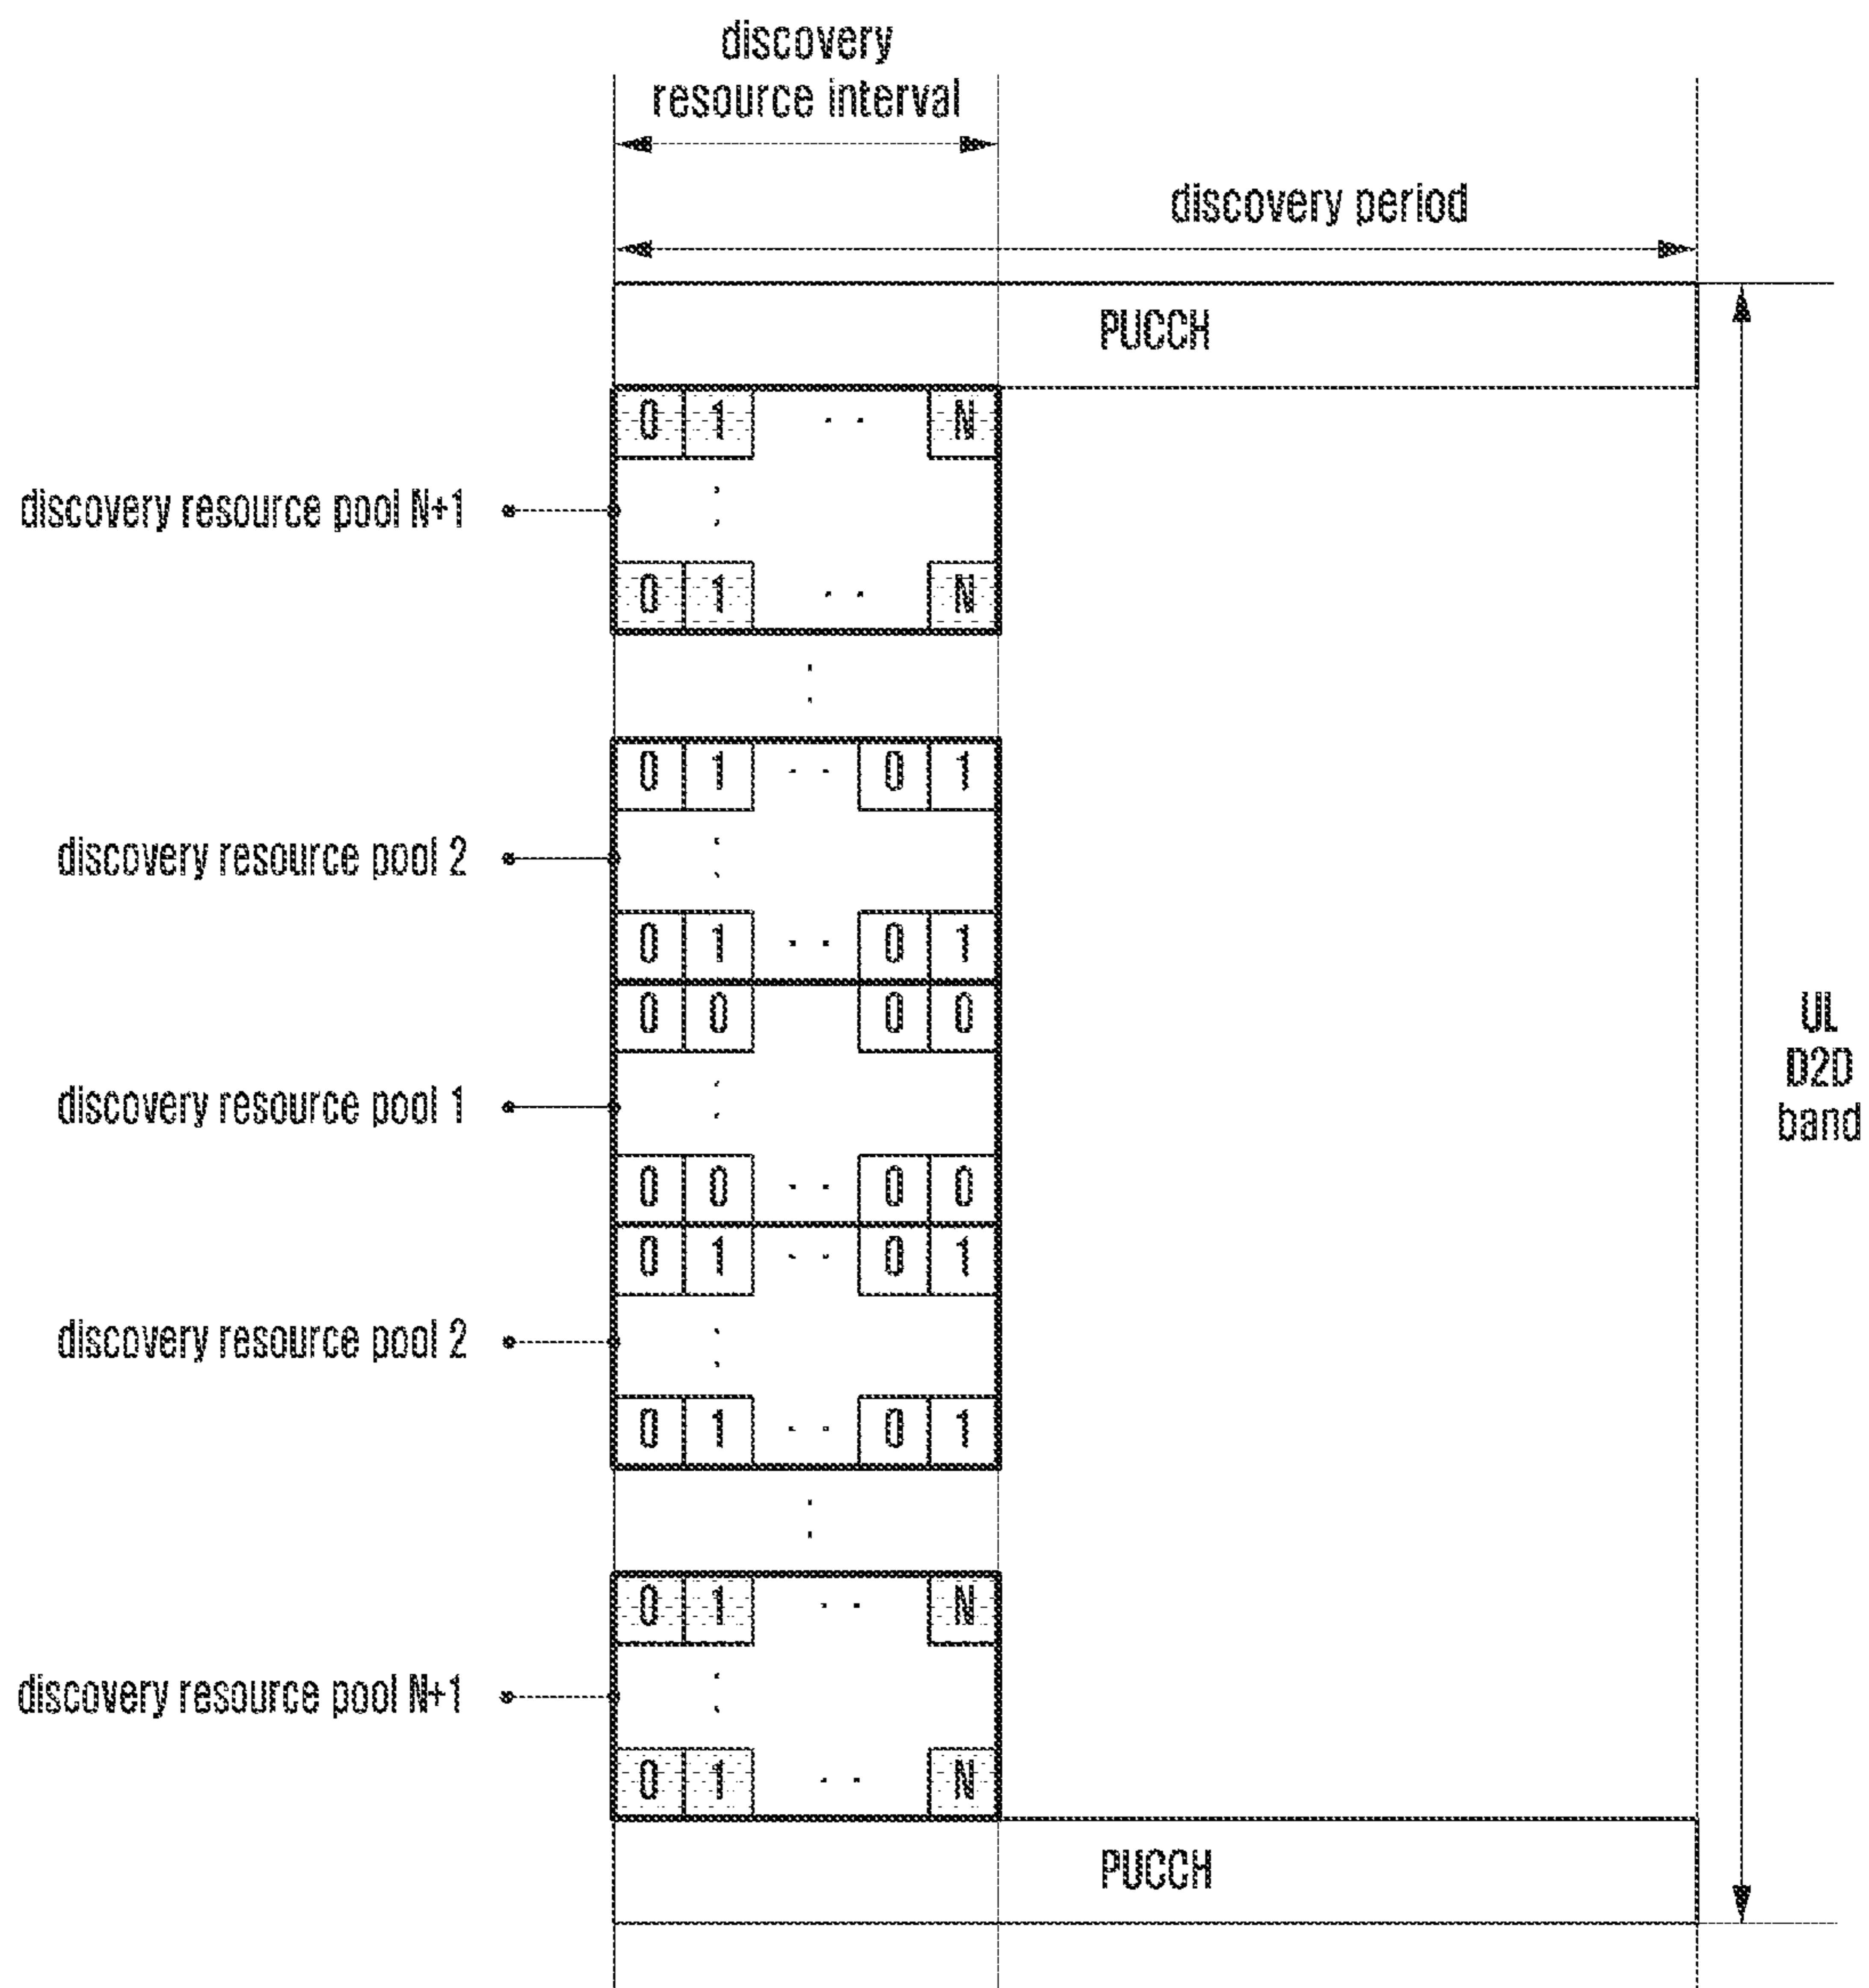 discovery
resource interval
discovery period
PUCCH
0 1 · · N
discovery resource pool N+1
0 1 · · N
0 1 · · 0 1
discovery resource pool 2
0 1 · · 0 1
0 0 0 0
discovery resource pool 1
0 0 · · 0 0
UL
D2D
band
0 1 · · 0 1
discovery resource pool 2
0 1 · · 0 1
0 1 · · N
discovery resource pool N+1
0 1 · · N
PUCCH